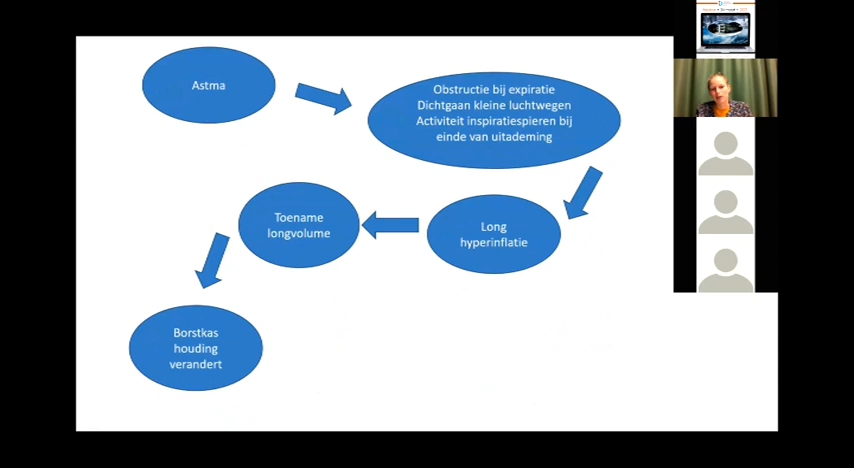 Astma
Obstructie bij expiratie
Dichtgaan kleine luchtwegen
Activiteit inspiratiespieren bij
einde van uitademing
Long
hyperinflatie
Toename
longvolume
Borstkas
houding
verandert